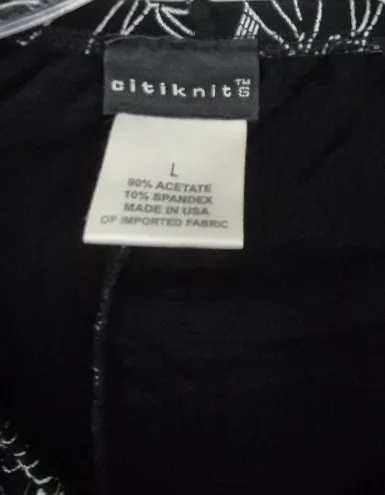 citiknits™
L
90% ACETATE
10% SPANDEX
MADE IN USA
OF IMPORTED FABRIC